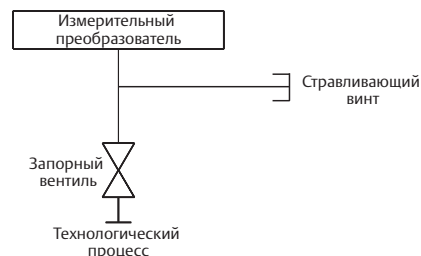 Измерительный
преобразователь
Стравливающий
винт
Запорный
вентиль
Технологический
процесс